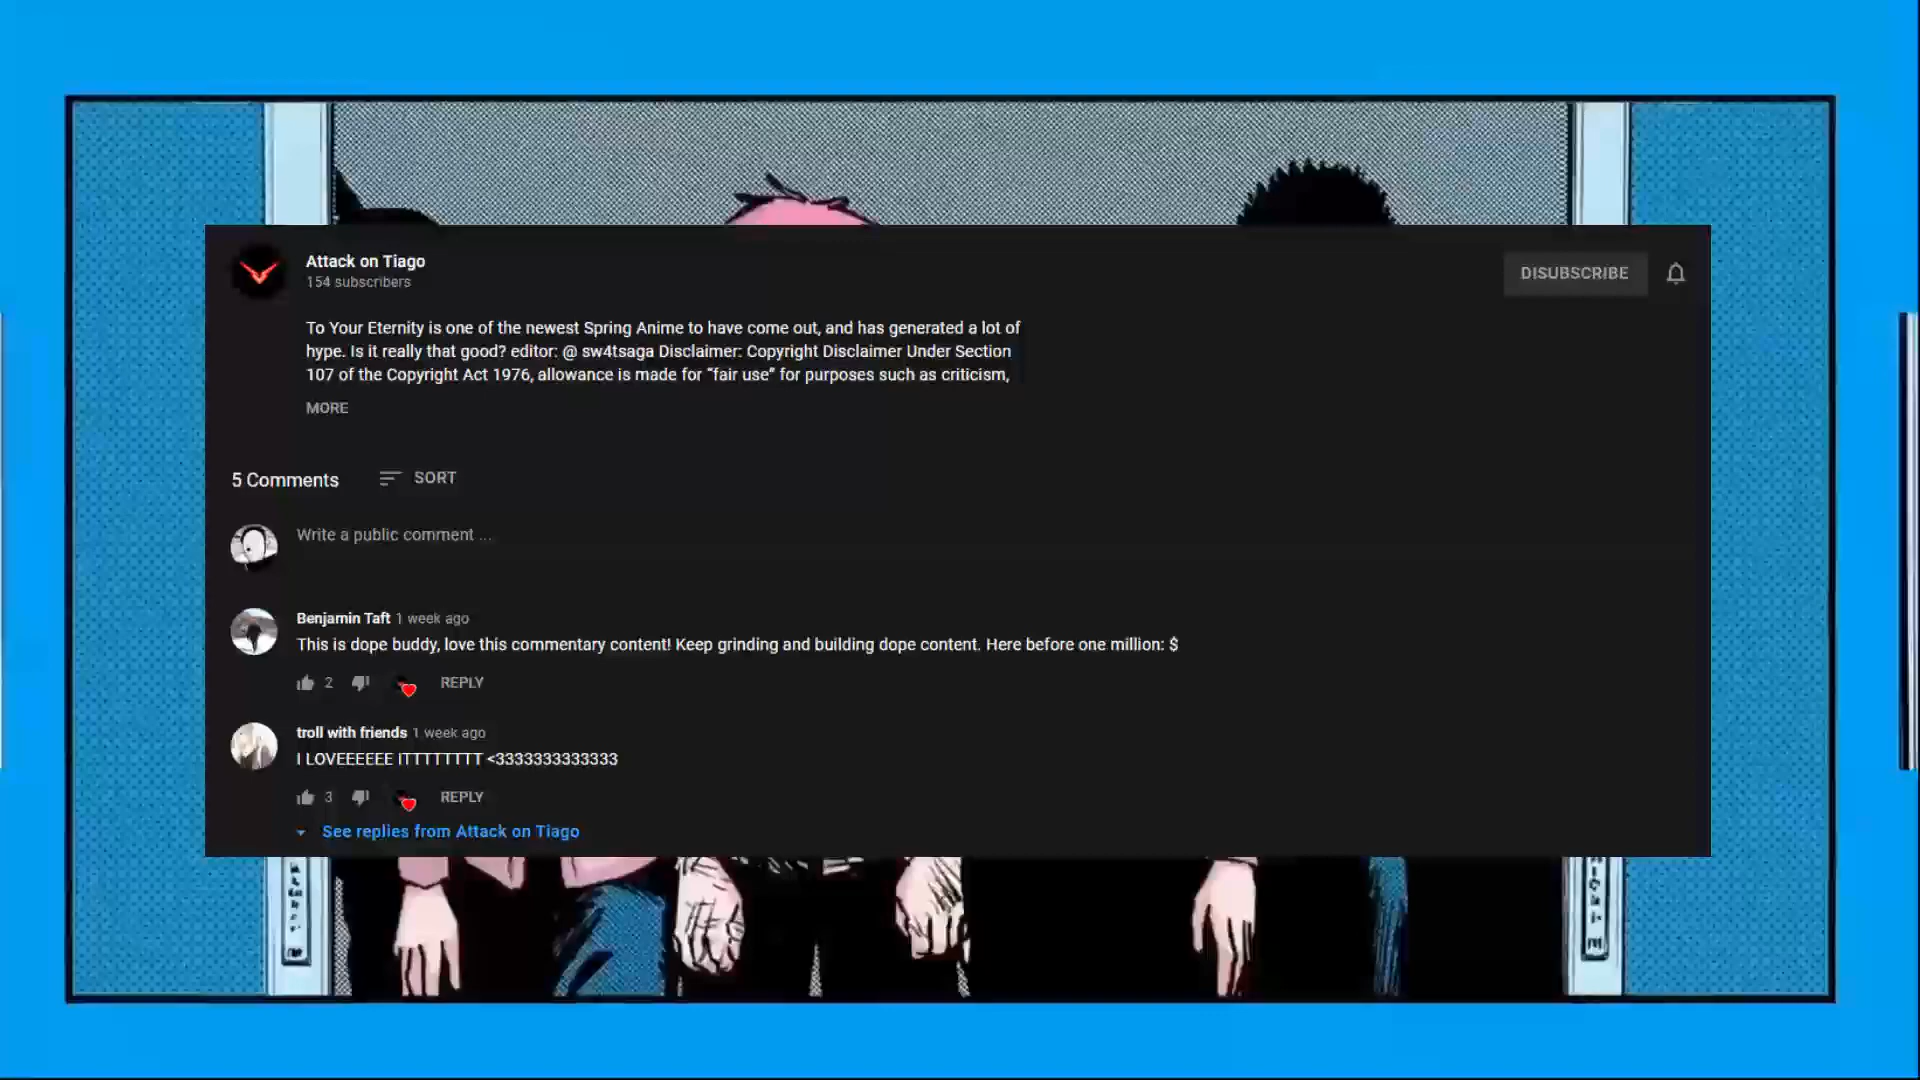 Attack on Tiago
154 subscribers
DISUBSCRIBE
To Your Eternity is one of the newest Spring Anime to have come out, and has generated a lot of
hype. Is it really that good? editor: @ sw4tsaga Disclaimer: Copyright Disclaimer Under Section
107 of the Copyright Act 1976, allowance is made for “fair use” for purposes such as criticism,
MORE
5 Comments
SORT
Write a public comment ...
Benjamin Taft 1 week ago
This is dope buddy, love this commentary content! Keep grinding and building dope content. Here before one million: $
2
REPLY
troll with friends 1 week ago
I LOVEEEEEE ITTTTTTTT <3333333333333
3
REPLY
See replies from Attack on Tiago